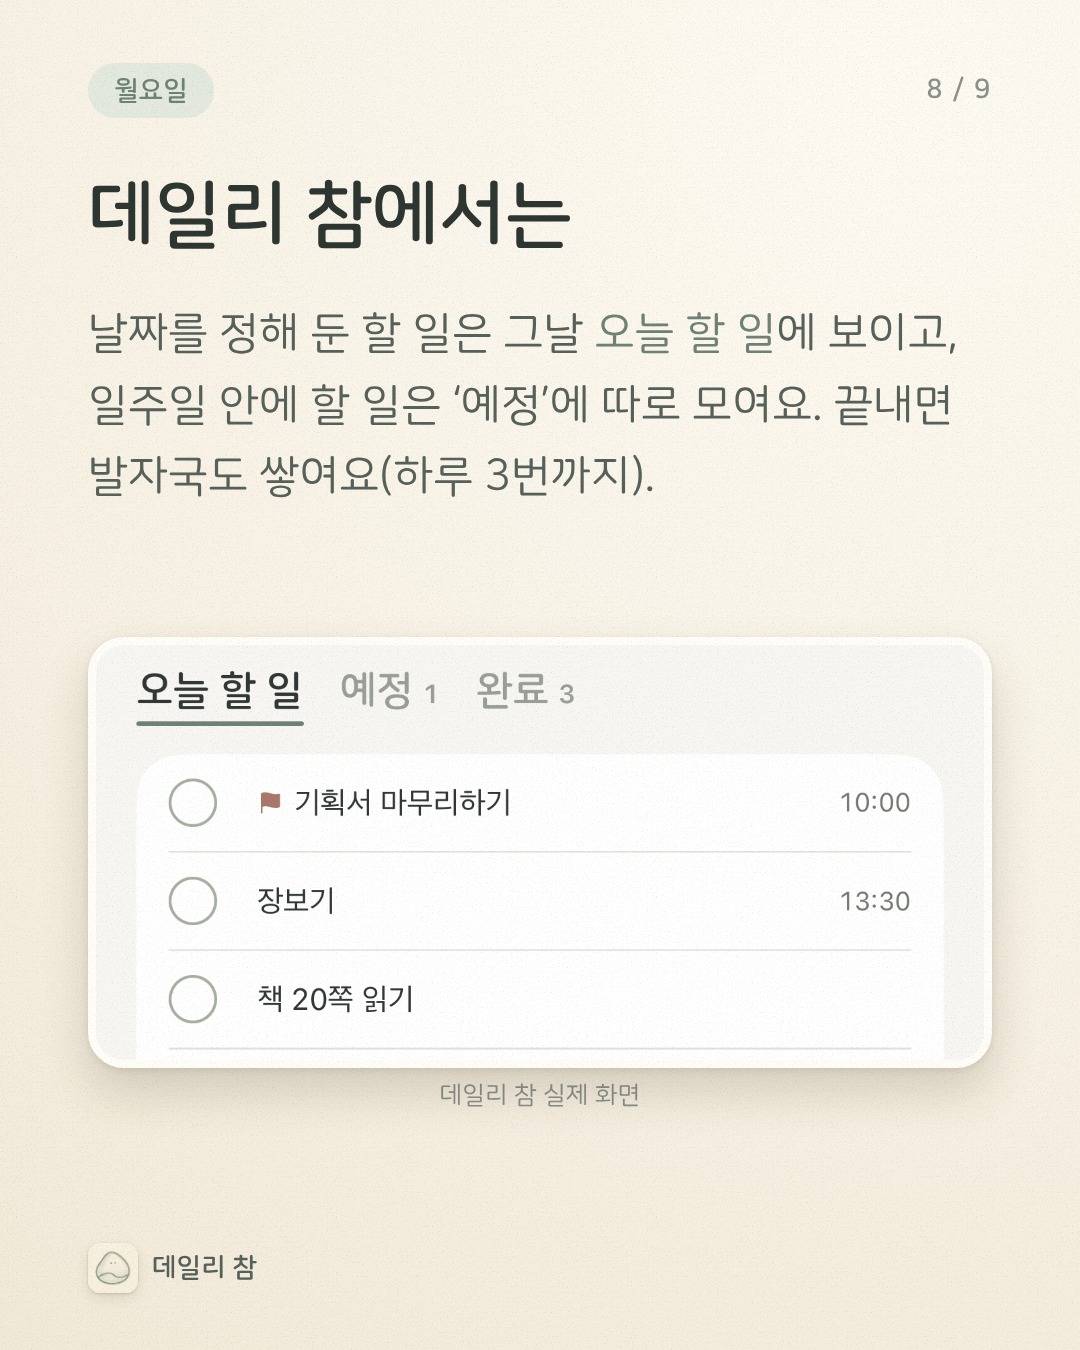 월요일
8 / 9
데일리 참에서는
날짜를 정해 둔 할 일은 그날 오늘 할 일에 보이고,
일주일 안에 할 일은 ‘예정’에 따로 모여요. 끝내면
발자국도 쌓여요(하루 3번까지).
오늘 할 일 예정 1 완료 3
기획서 마무리하기 10:00
장보기 13:30
책 20쪽 읽기
데일리 참 실제 화면
데일리 참